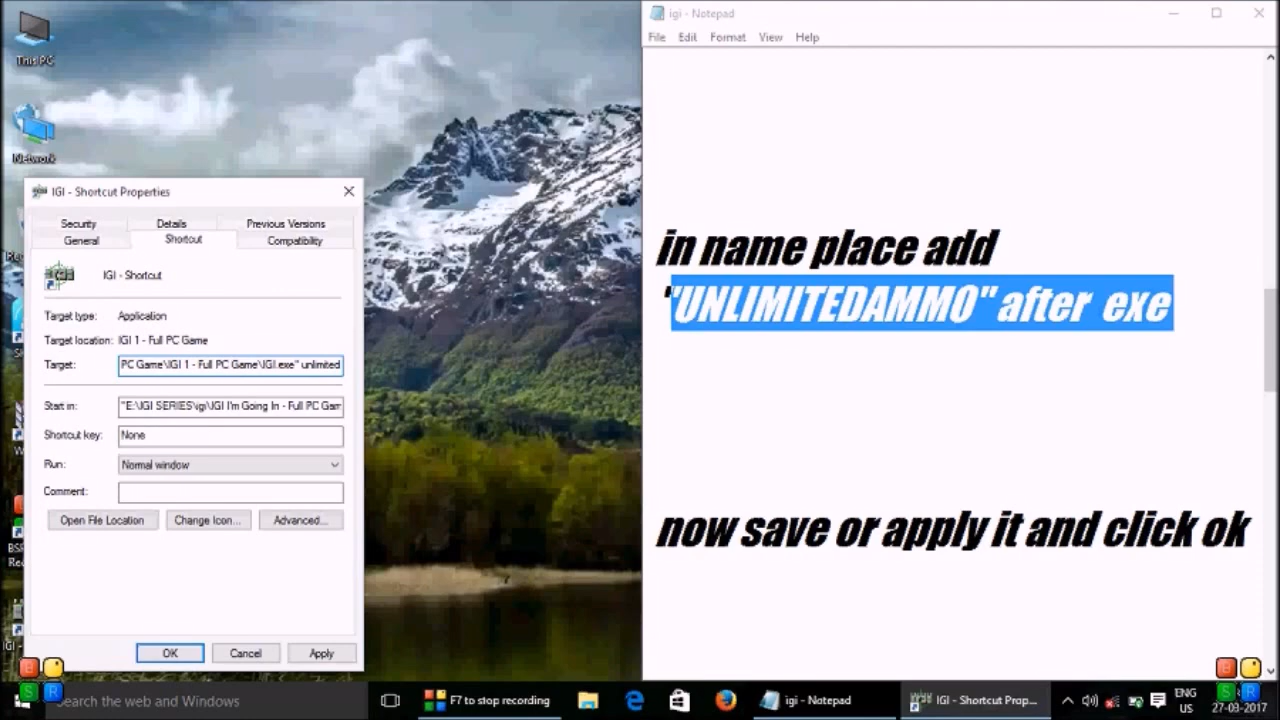 This PC
Network
IGI - Shortcut Properties
Security Details Previous Versions
General Shortcut Compatibility
IGI - Shortcut
Target type: Application
Target location: IGI 1 - Full PC Game
Target: PC Game\IGI 1 - Full PC Game\IGI.exe" unlimited
Start in: "E:\IGI SERIES\igi\IGI I'm Going In - Full PC Gam
Shortcut key: None
Run: Normal window
Comment:
Open File Location Change Icon... Advanced...
OK Cancel Apply
igi - Notepad
File Edit Format View Help
in name place add
""UNLIMITEDAMMO" after exe
now save or apply it and click ok
B
S R
B
S R
Search the web and Windows
F7 to stop recording
igi - Notepad
IGI - Shortcut Prop...
ENG
US
27-03-2017